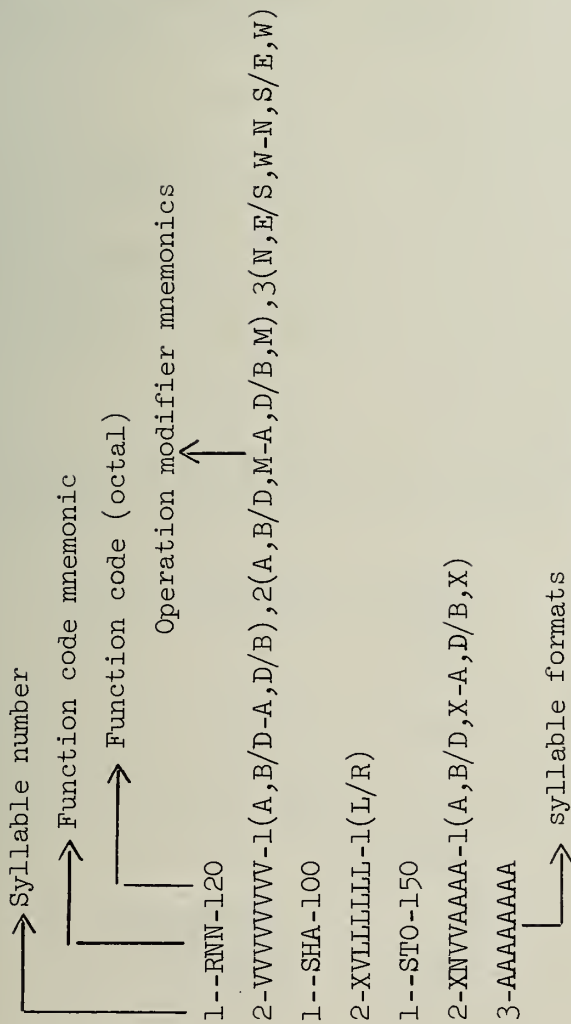 Syllable number
Function code mnemonic
Function code (octal)
Operation modifier mnemonics
1--RNN-120
2-VVVVVVVV-1(A,B/D-A,D/B),2(A,B/D,M-A,D/B,M),3(N,E/S,W-N,S/E,W)
1--SHA-100
2-XVLLLLLL-1(L/R)
1--STO-150
2-XNVVAAAA-1(A,B/D,X-A,D/B,X)
3-AAAAAAAA
syllable formats